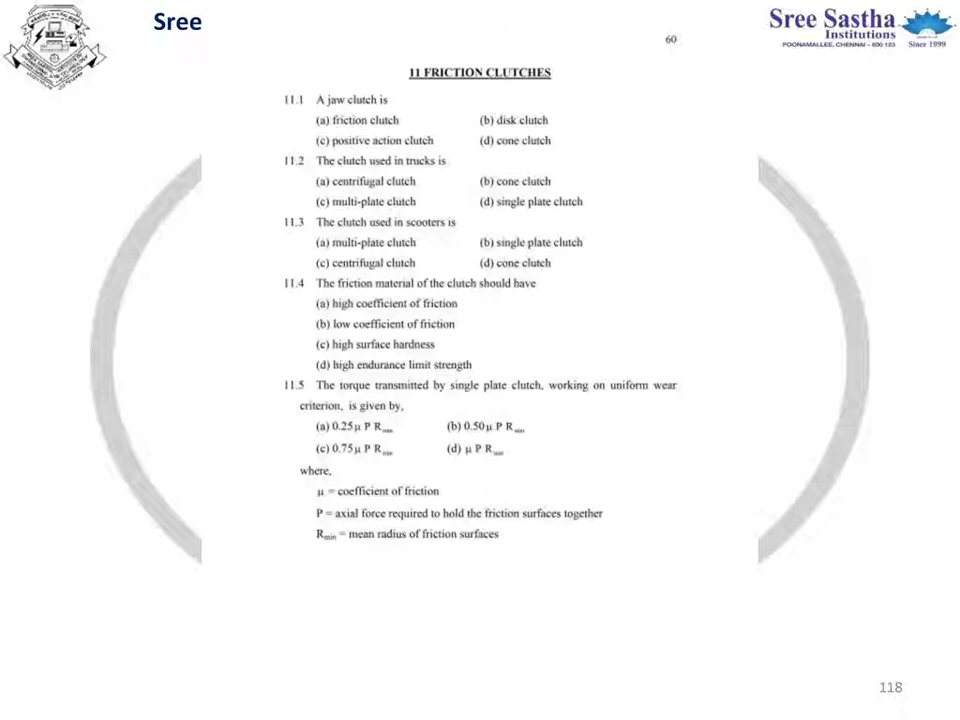 Sree
Sree Sastha
Institutions
POONAMALLEE, CHENNAI – 600 123
Since 1999
60
11 FRICTION CLUTCHES
11.1 A jaw clutch is
(a) friction clutch (b) disk clutch
(c) positive action clutch (d) cone clutch
11.2 The clutch used in trucks is
(a) centrifugal clutch (b) cone clutch
(c) multi-plate clutch (d) single plate clutch
11.3 The clutch used in scooters is
(a) multi-plate clutch (b) single plate clutch
(c) centrifugal clutch (d) cone clutch
11.4 The friction material of the clutch should have
(a) high coefficient of friction
(b) low coefficient of friction
(c) high surface hardness
(d) high endurance limit strength
11.5 The torque transmitted by single plate clutch, working on uniform wear
criterion, is given by,
(a) 0.25 μ P R min (b) 0.50 μ P R min
(c) 0.75 μ P R min (d) μ P R min
where,
μ = coefficient of friction
P = axial force required to hold the friction surfaces together
Rmin = mean radius of friction surfaces
118